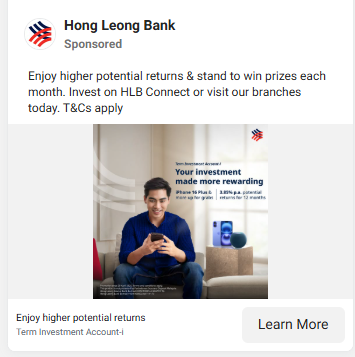 Hong Leong Bank
Sponsored
Enjoy higher potential returns & stand to win prizes each
month. Invest on HLB Connect or visit our branches
today. T&Cs apply
Term Investment Account-i
Your investment
made more rewarding
iPhone 16 Plus & 3.85% p.a. potential
more up for grabs returns for 12 months
Enjoy higher potential returns
Term Investment Account-i
Learn More